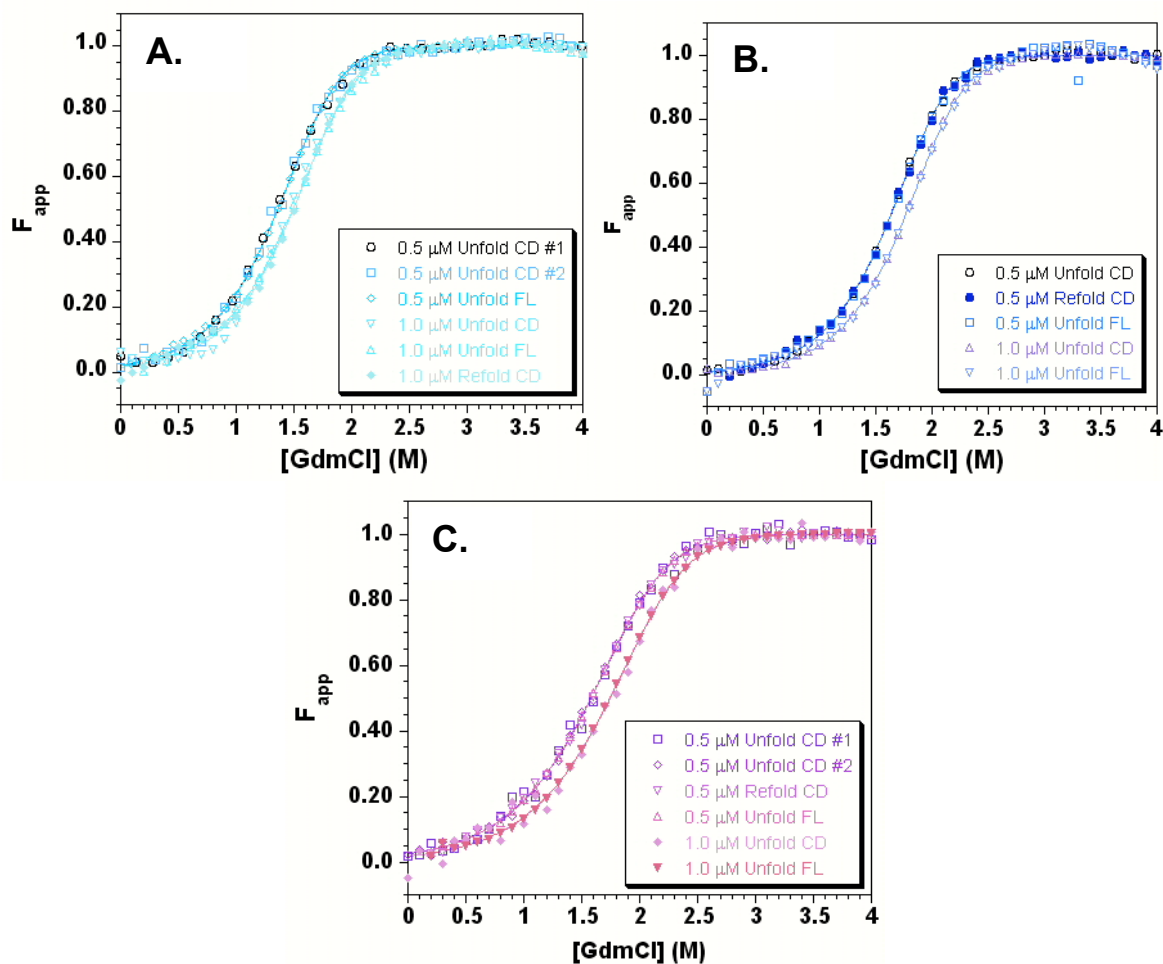 A.
F app
1.0
0.80
0.60
0.40
0.20
0.0
0.5 μM Unfold CD #1
0.5 μM Unfold CD #2
0.5 μM Unfold FL
1.0 μM Unfold CD
1.0 μM Unfold FL
1.0 μM Refold CD
0 0.5 1 1.5 2 2.5 3 3.5 4
[GdmCl] (M)
B.
F app
1.0
0.80
0.60
0.40
0.20
0.0
0.5 μM Unfold CD
0.5 μM Refold CD
0.5 μM Unfold FL
1.0 μM Unfold CD
1.0 μM Unfold FL
0 0.5 1 1.5 2 2.5 3 3.5 4
[GdmCl] (M)
C.
F app
1.0
0.80
0.60
0.40
0.20
0.0
0.5 μM Unfold CD #1
0.5 μM Unfold CD #2
0.5 μM Refold CD
0.5 μM Unfold FL
1.0 μM Unfold CD
1.0 μM Unfold FL
0 0.5 1 1.5 2 2.5 3 3.5 4
[GdmCl] (M)